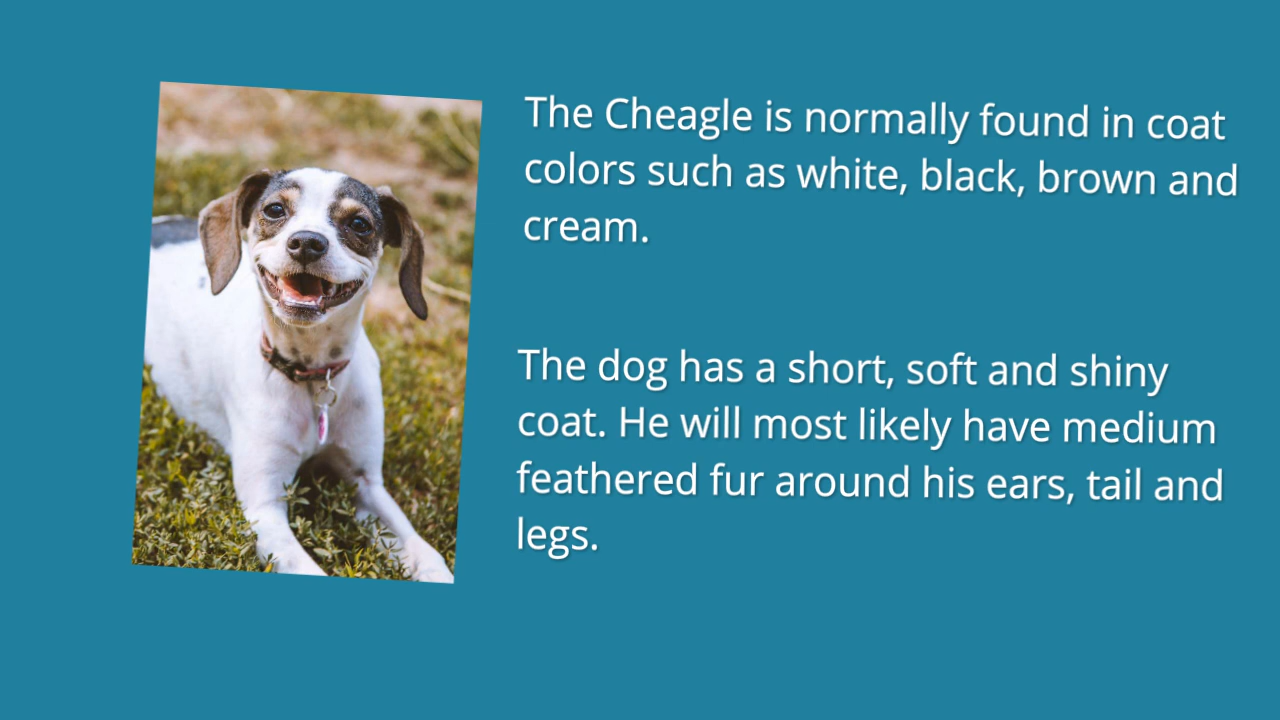 The Cheagle is normally found in coat
colors such as white, black, brown and
cream.
The dog has a short, soft and shiny
coat. He will most likely have medium
feathered fur around his ears, tail and
legs.